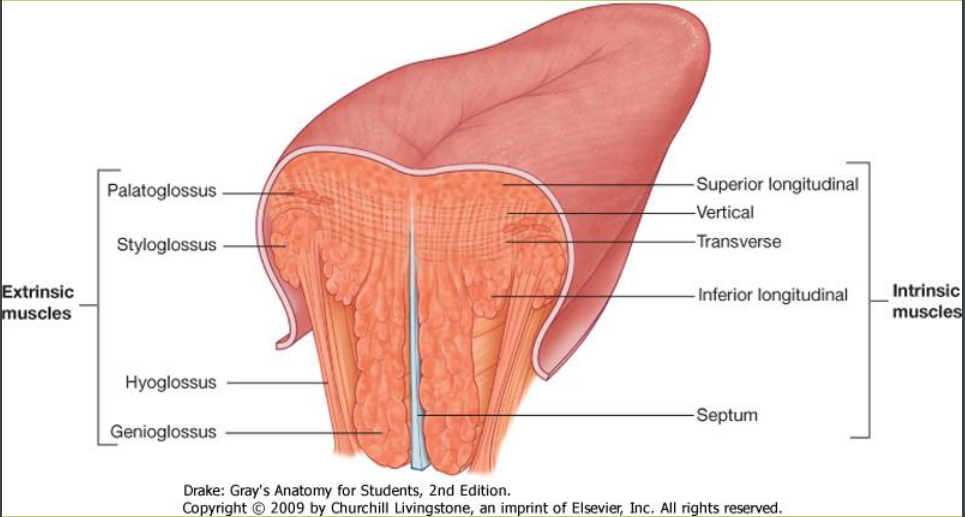 Palatoglossus
Styloglossus
Extrinsic
muscles
Hyoglossus
Genioglossus
Superior longitudinal
Vertical
Transverse
Inferior longitudinal
Intrinsic
muscles
Septum
Drake: Gray's Anatomy for Students, 2nd Edition.
Copyright © 2009 by Churchill Livingstone, an imprint of Elsevier, Inc. All rights reserved.